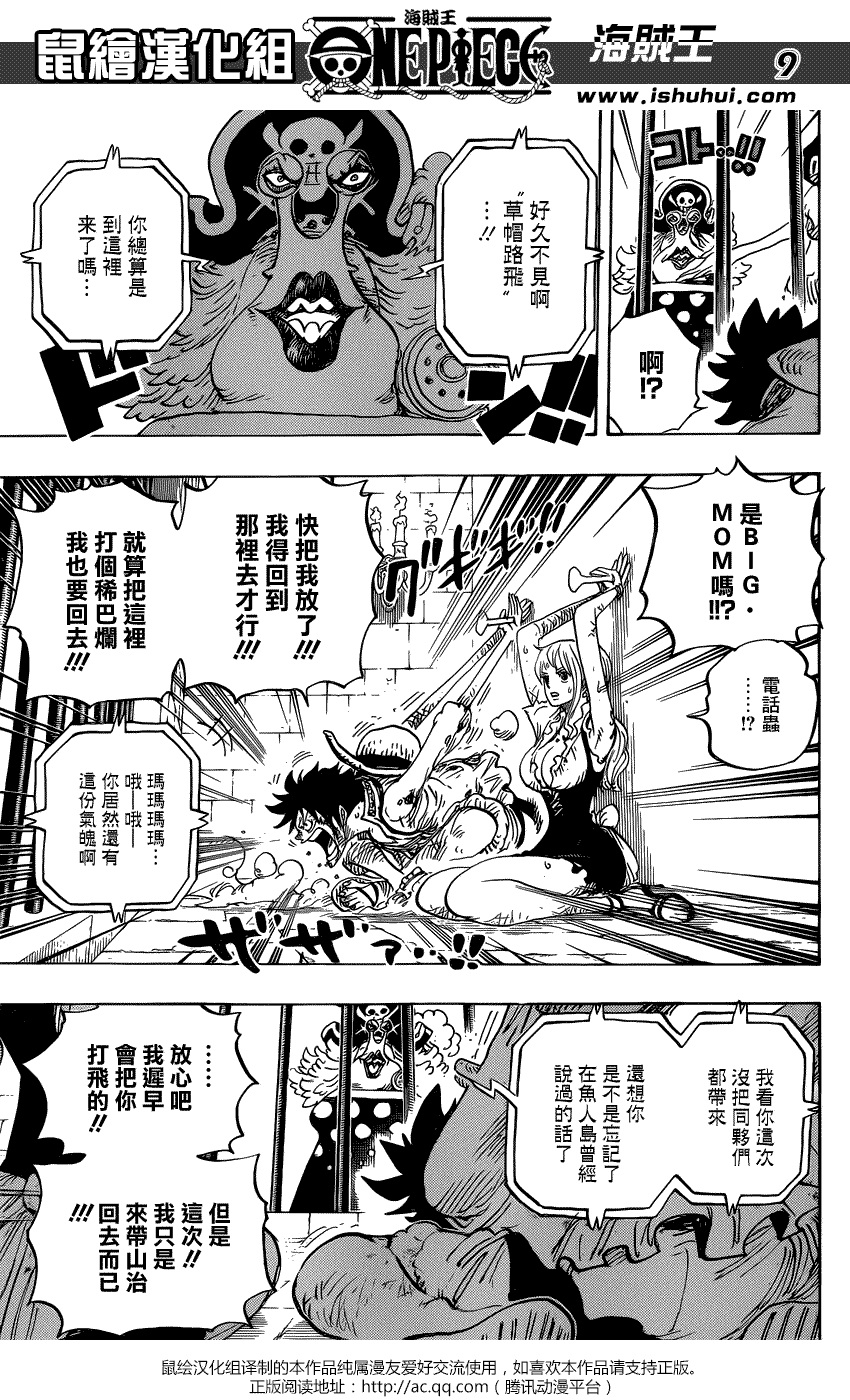 鼠繪漢化組
海賊王
ONE PIECE
海賊王
9
www.ishuhui.com
コト…!!
啊!?
好久不見啊
“草帽路飛”
…!!
你總算是
到這裡
來了嗎…
ドーン!!
是BIG·
MOM嗎!!?
電話蟲
……!?
快把我放了!!!
我得回到
那裡去才行!!!
就算把這裡
打個稀巴爛
我也要回去!!!
グギギ!!
瑪瑪瑪瑪…
哦—哦—
你居然還有
這份氣魄啊
ザザァ…!!
我看你這次
沒把同夥們
都帶來
還想你
是不是忘記了
在魚人島曾經
說過的話了
……
放心吧
我遲早
會把你
打飛的!!
但是
這次!!
我只是
來帶山治
回去而已
!!!
鼠绘汉化组译制的本作品纯属漫友爱好交流使用，如喜欢本作品请支持正版。
正版阅读地址：http://ac.qq.com（腾讯动漫平台）